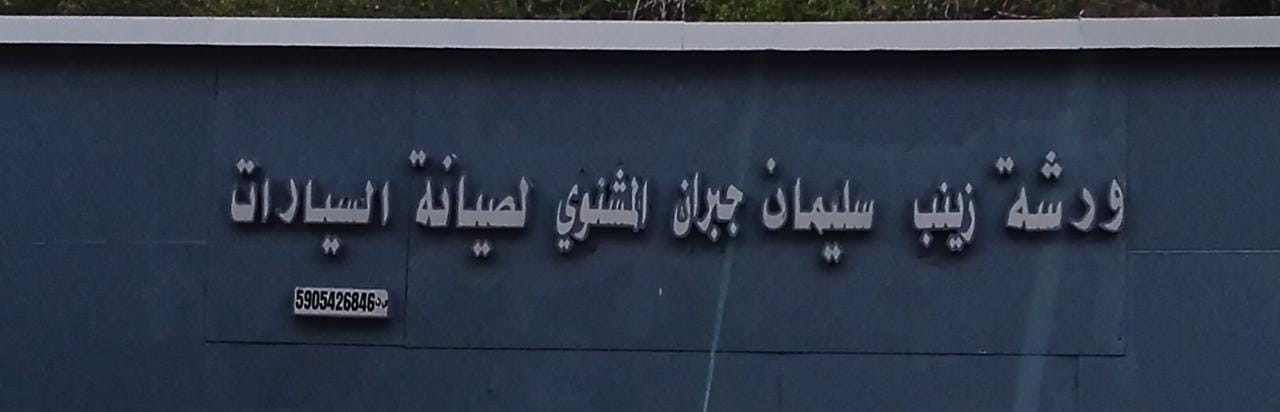 ورشة زينب سليمان جبران المشنوي لصيانة السيارات
س.ت 5905426846